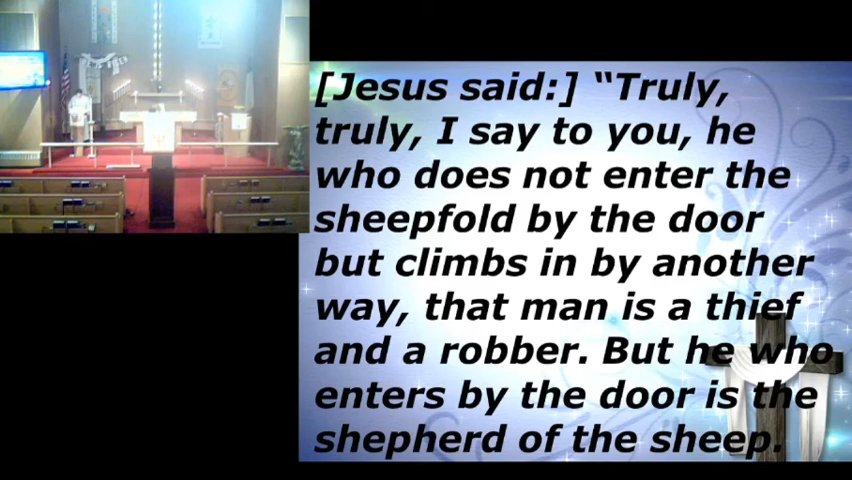 [Jesus said:] “Truly,
truly, I say to you, he
who does not enter the
sheepfold by the door
but climbs in by another
way, that man is a thief
and a robber. But he who
enters by the door is the
shepherd of the sheep.